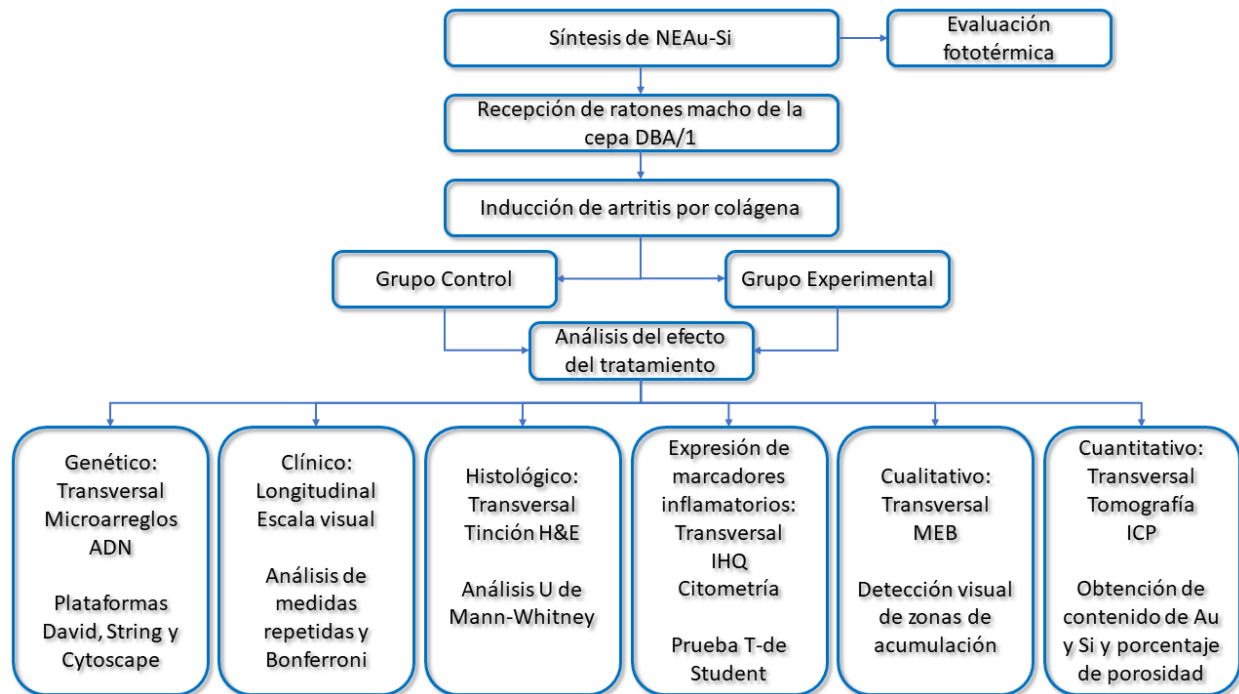 Síntesis de NEAu-Si
Evaluación
fototérmica
Recepción de ratones macho de la
cepa DBA/1
Inducción de artritis por colágena
Grupo Control
Grupo Experimental
Análisis del efecto
del tratamiento
Genético:
Transversal
Microarreglos
ADN
Plataformas
David, String y
Cytoscape
Clínico:
Longitudinal
Escala visual
Análisis de
medidas
repetidas y
Bonferroni
Histológico:
Transversal
Tinción H&E
Análisis U de
Mann-Whitney
Expresión de
marcadores
inflamatorios:
Transversal
IHQ
Citometría
Prueba T-de
Student
Cualitativo:
Transversal
MEB
Detección visual
de zonas de
acumulación
Cuantitativo:
Transversal
Tomografía
ICP
Obtención de
contenido de Au
y Si y porcentaje
de porosidad